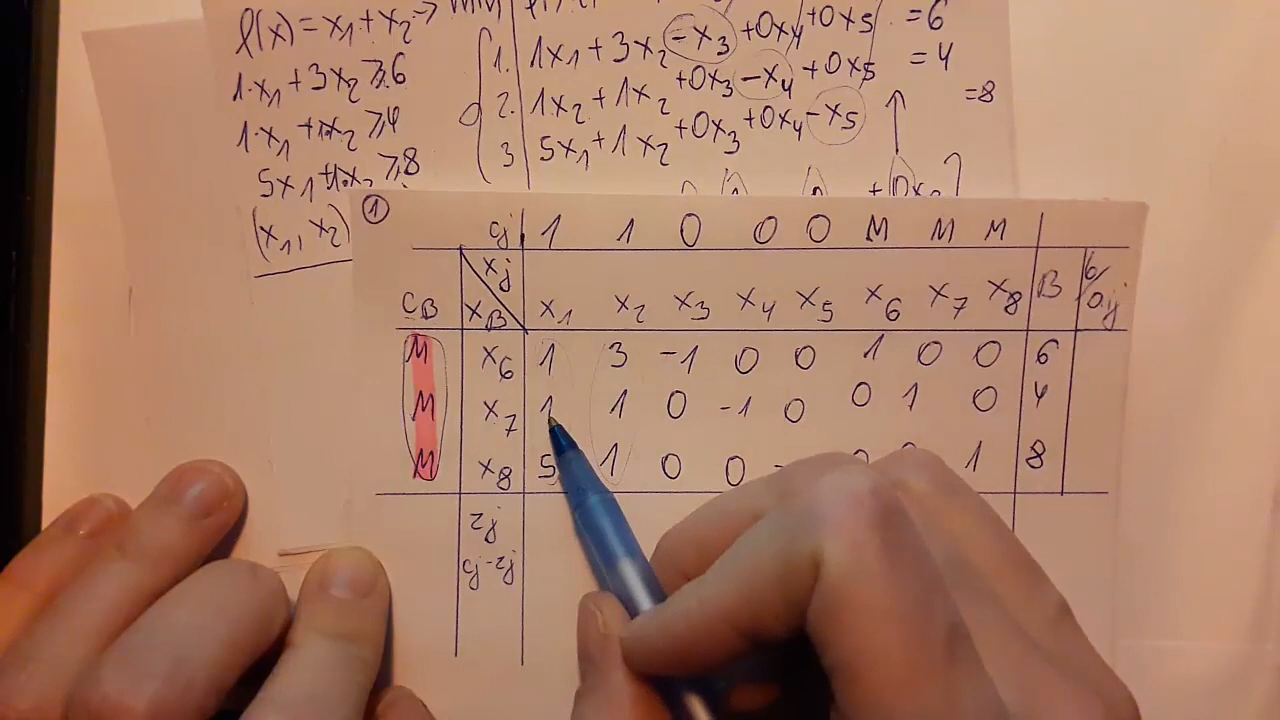 f(x) = x1 + x2 → min
1·x1 + 3x2 ≥ 6
1·x1 + 1x2 ≥ 4
5x1 + 1x2 ≥ 8
(x1, x2)
1. 1x1 + 3x2 - x3 + 0x4 + 0x5 = 6
2. 1x2 + 1x2 + 0x3 - x4 + 0x5 = 4
3 5x1 + 1x2 + 0x3 + 0x4 - x5 = 8
①
cj 1 1 0 0 0 M M M
xj
CB xB x1 x2 x3 x4 x5 x6 x7 x8 B b/aij
M x6 1 3 -1 0 0 1 0 0 6
M x7 1 1 0 -1 0 0 1 0 4
M x8 5 1 0 0 - 1 8
zj
cj-zj